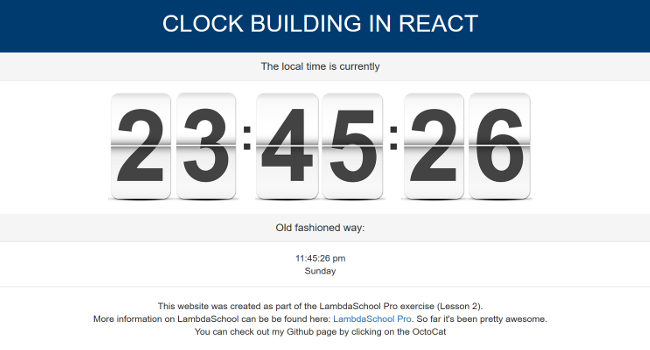 CLOCK BUILDING IN REACT
The local time is currently
23:45:26
Old fashioned way:
11:45:26 pm
Sunday
This website was created as part of the LambdaSchool Pro exercise (Lesson 2).
More information on LambdaSchool can be be found here: LambdaSchool Pro. So far it's been pretty awesome.
You can check out my Github page by clicking on the OctoCat